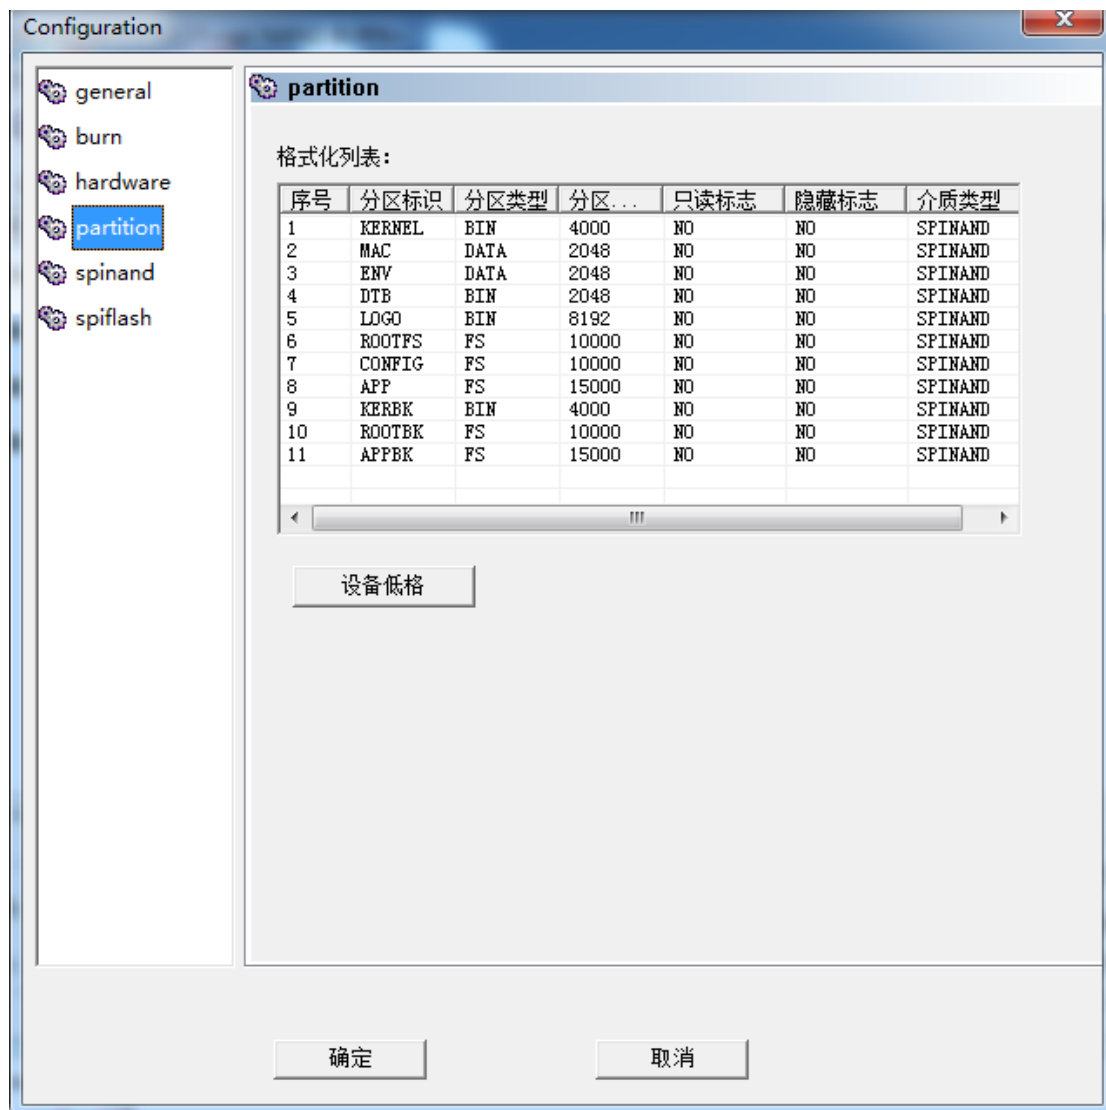 Configuration
X
general
burn
hardware
partition
spinand
spiflash
partition
格式化列表:
序号 分区标识 分区类型 分区... 只读标志 隐藏标志 介质类型
1 KERNEL BIN 4000 NO NO SPINAND
2 MAC DATA 2048 NO NO SPINAND
3 ENV DATA 2048 NO NO SPINAND
4 DTB BIN 2048 NO NO SPINAND
5 LOGO BIN 8192 NO NO SPINAND
6 ROOTFS FS 10000 NO NO SPINAND
7 CONFIG FS 10000 NO NO SPINAND
8 APP FS 15000 NO NO SPINAND
9 KERBK BIN 4000 NO NO SPINAND
10 ROOTBK FS 10000 NO NO SPINAND
11 APPBK FS 15000 NO NO SPINAND
设备低格
确定 取消